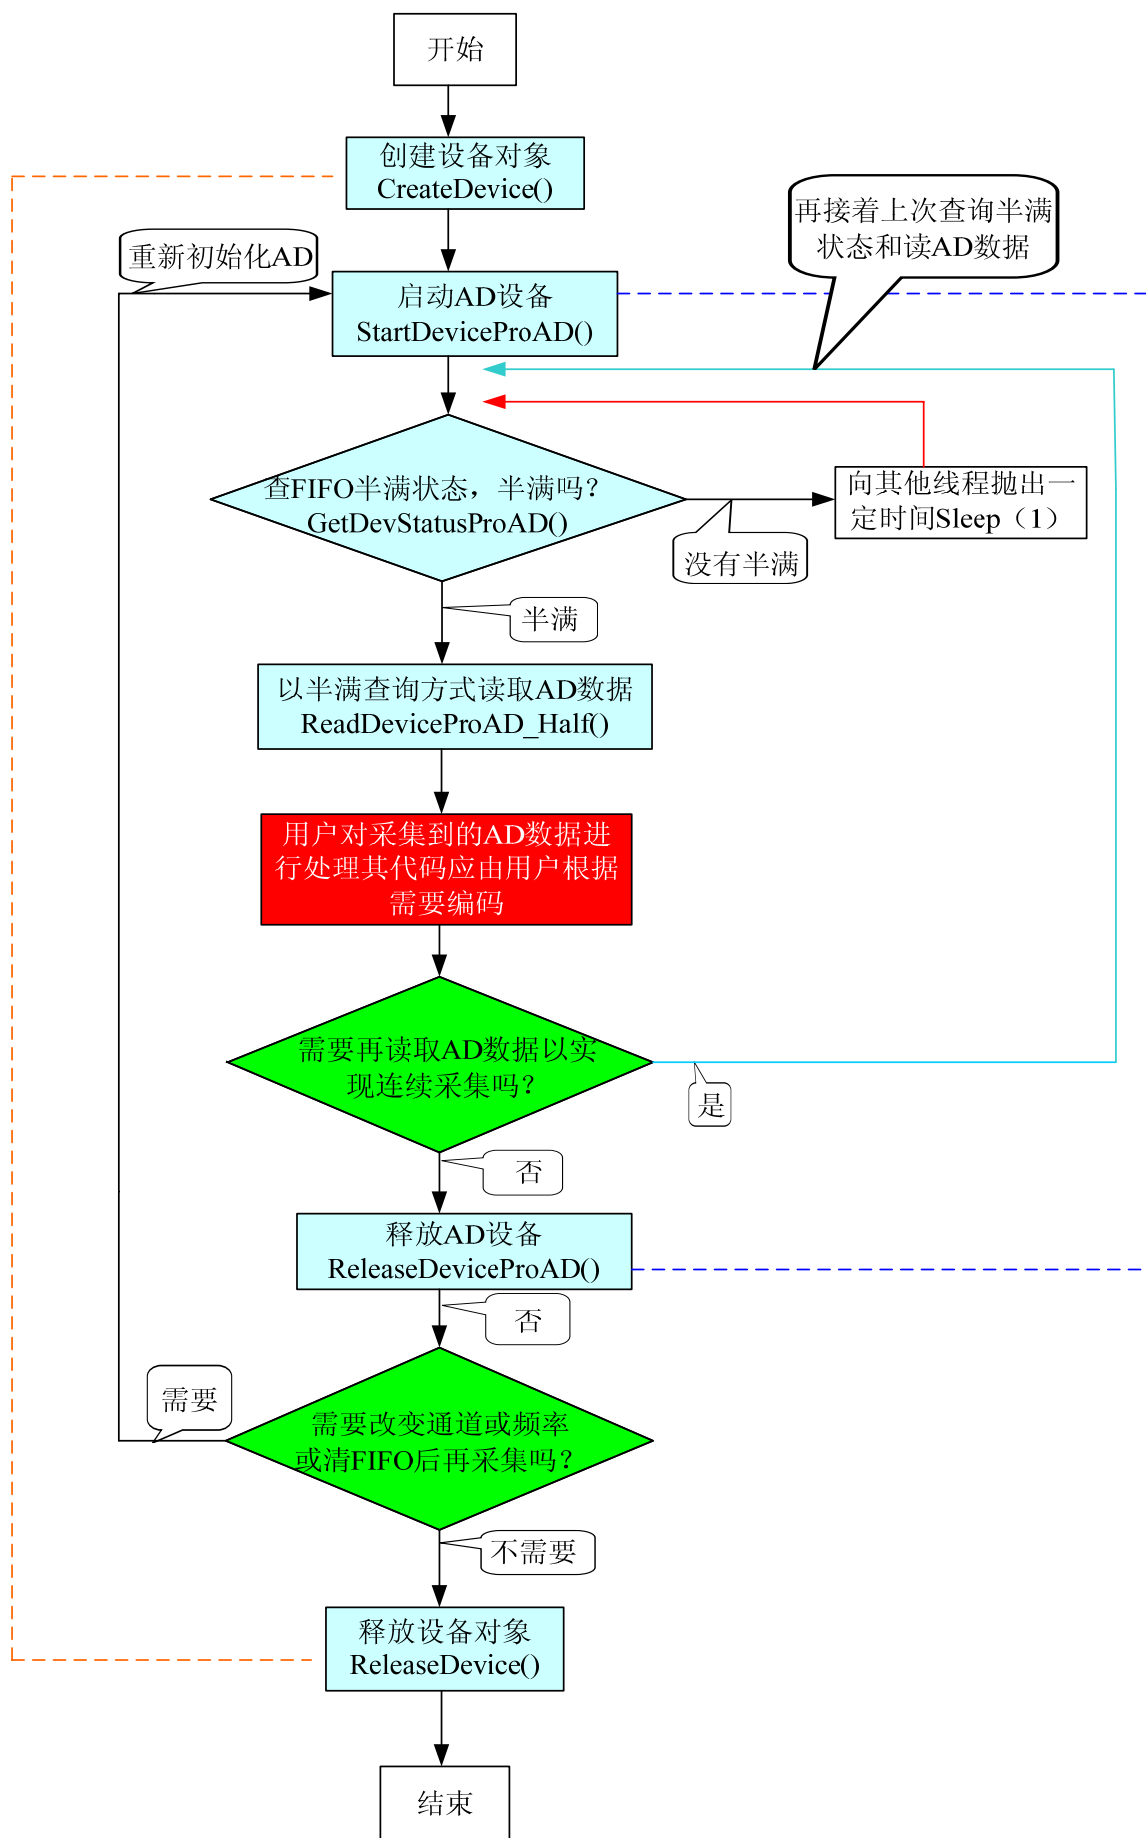 开始
创建设备对象
CreateDevice()
再接着上次查询半满
状态和读AD数据
重新初始化AD
启动AD设备
StartDeviceProAD()
查FIFO半满状态，半满吗？
GetDevStatusProAD()
向其他线程抛出一
定时间Sleep（1）
没有半满
半满
以半满查询方式读取AD数据
ReadDeviceProAD_Half()
用户对采集到的AD数据进
行处理其代码应由用户根据
需要编码
需要再读取AD数据以实
现连续采集吗？
是
否
释放AD设备
ReleaseDeviceProAD()
否
需要
需要改变通道或频率
或清FIFO后再采集吗？
不需要
释放设备对象
ReleaseDevice()
结束